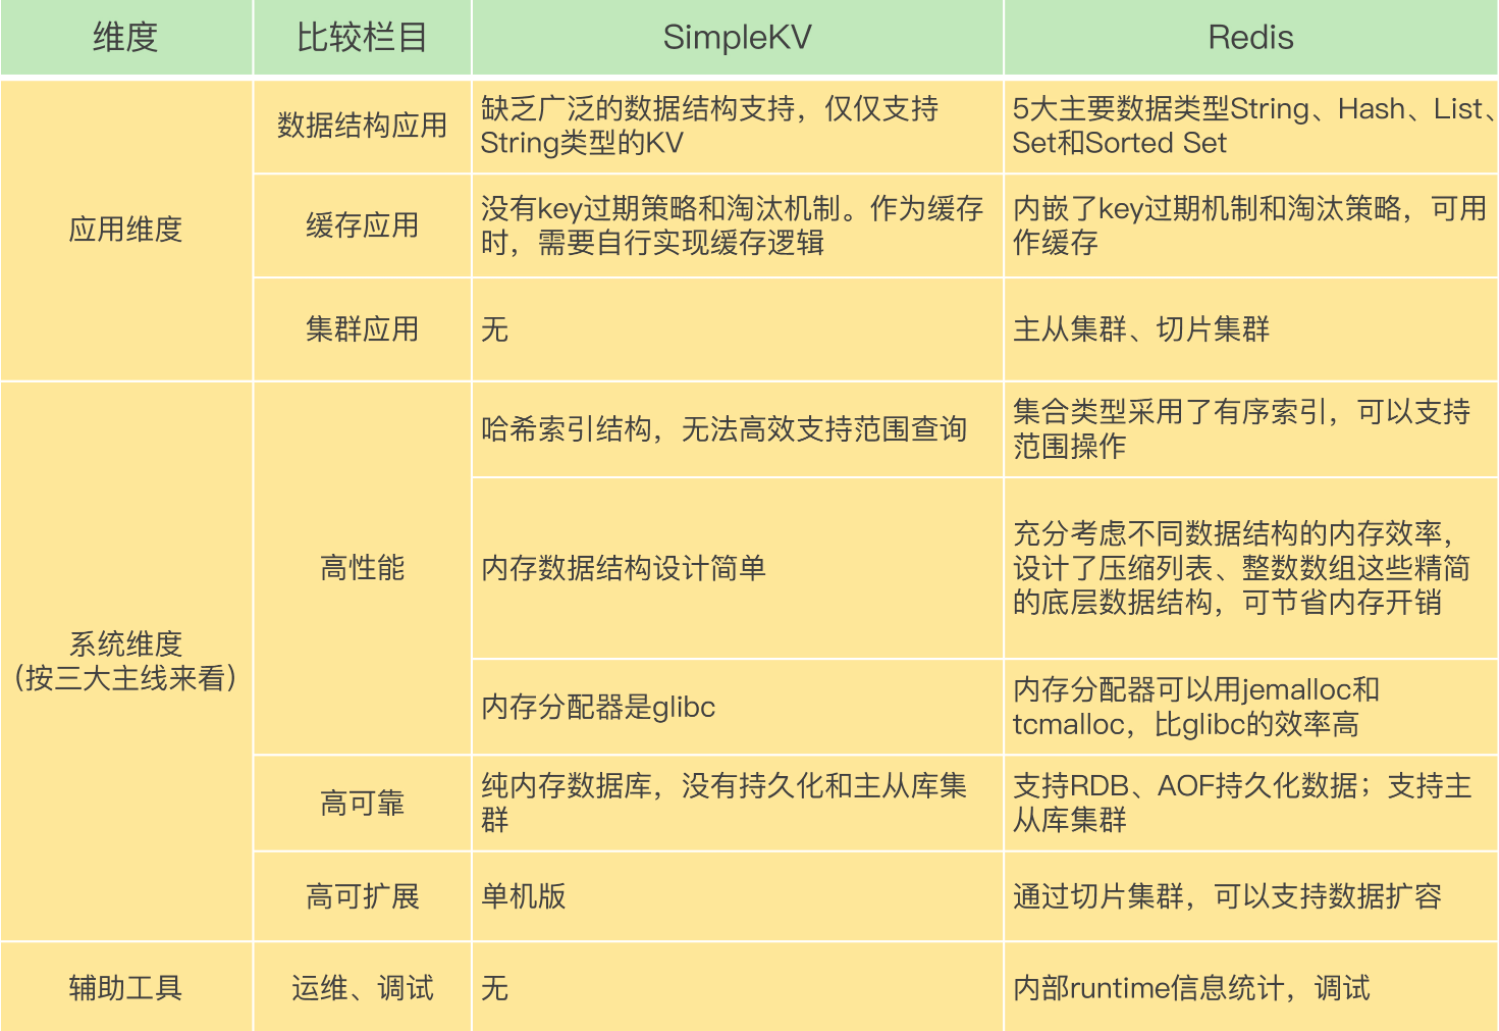 维度
比较栏目
SimpleKV
Redis
应用维度
数据结构应用
缺乏广泛的数据结构支持，仅仅支持
String类型的KV
5大主要数据类型String、Hash、List、
Set和Sorted Set
缓存应用
没有key过期策略和淘汰机制。作为缓存
时，需要自行实现缓存逻辑
内嵌了key过期机制和淘汰策略，可用
作缓存
集群应用
无
主从集群、切片集群
系统维度
(按三大主线来看)
高性能
哈希索引结构，无法高效支持范围查询
集合类型采用了有序索引，可以支持
范围操作
内存数据结构设计简单
充分考虑不同数据结构的内存效率，
设计了压缩列表、整数数组这些精简
的底层数据结构，可节省内存开销
内存分配器是glibc
内存分配器可以用jemalloc和
tcmalloc，比glibc的效率高
高可靠
纯内存数据库，没有持久化和主从库集
群
支持RDB、AOF持久化数据；支持主
从库集群
高可扩展
单机版
通过切片集群，可以支持数据扩容
辅助工具
运维、调试
无
内部runtime信息统计，调试